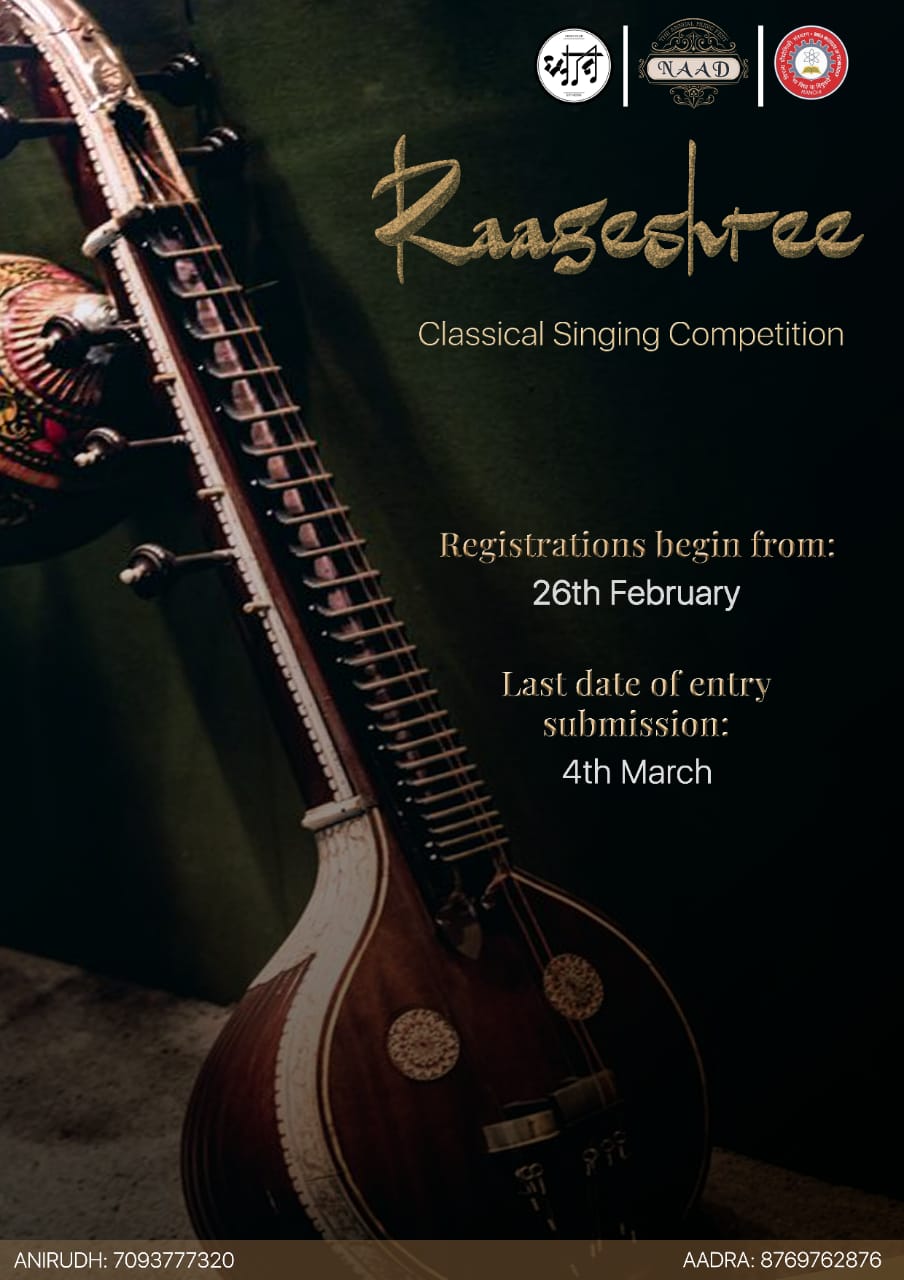 ध्वनि
NAAD
Raageshree
Classical Singing Competition
Registrations begin from:
26th February
Last date of entry
submission:
4th March
ANIRUDH: 7093777320
AADRA: 8769762876